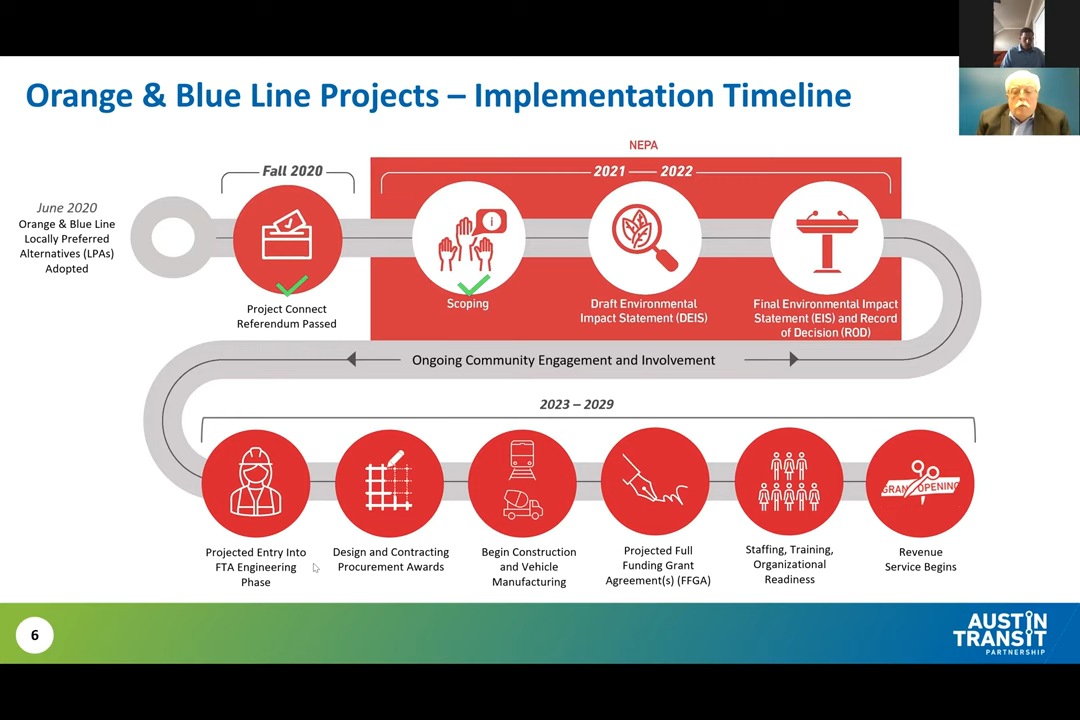 Orange & Blue Line Projects – Implementation Timeline
NEPA
Fall 2020
2021 — 2022
June 2020
Orange & Blue Line
Locally Preferred
Alternatives (LPAs)
Adopted
i
Project Connect
Referendum Passed
Scoping
Draft Environmental
Impact Statement (DEIS)
Final Environmental Impact
Statement (EIS) and Record
of Decision (ROD)
Ongoing Community Engagement and Involvement
2023 – 2029
GRAND OPENING
Projected Entry Into
FTA Engineering
Phase
Design and Contracting
Procurement Awards
Begin Construction
and Vehicle
Manufacturing
Projected Full
Funding Grant
Agreement(s) (FFGA)
Staffing, Training,
Organizational
Readiness
Revenue
Service Begins
6
AUSTIN
TRANSIT
PARTNERSHIP